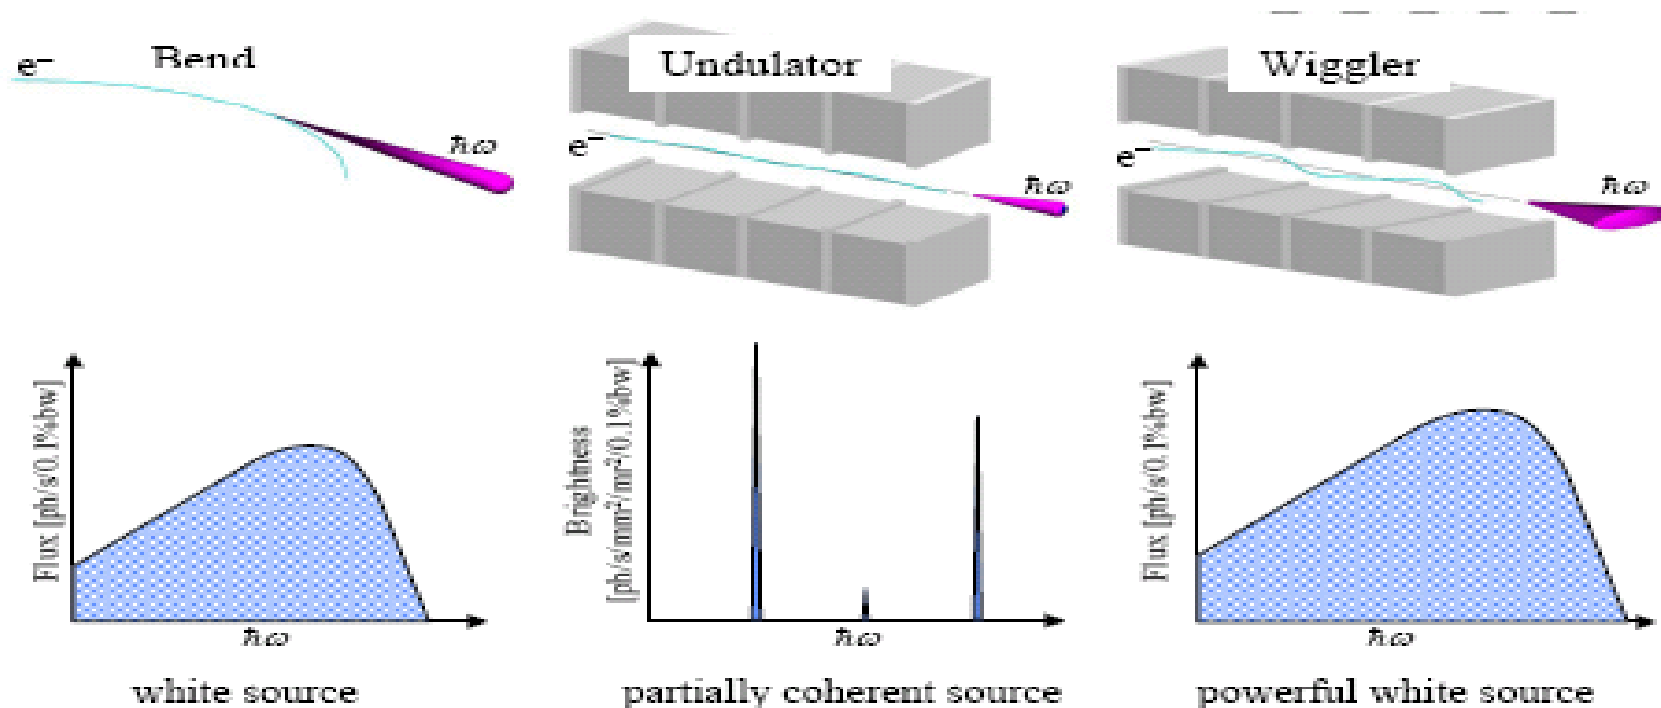 Bend
e⁻
ħω
Undulator
e⁻
ħω
Wiggler
e⁻
ħω
Flux [ph/s/0.1%bw]
ħω
Brightness
[ph/s/mm²/mr²/0.1%bw]
ħω
Flux [ph/s/0.1%bw]
ħω
white source
partially coherent source
powerful white source